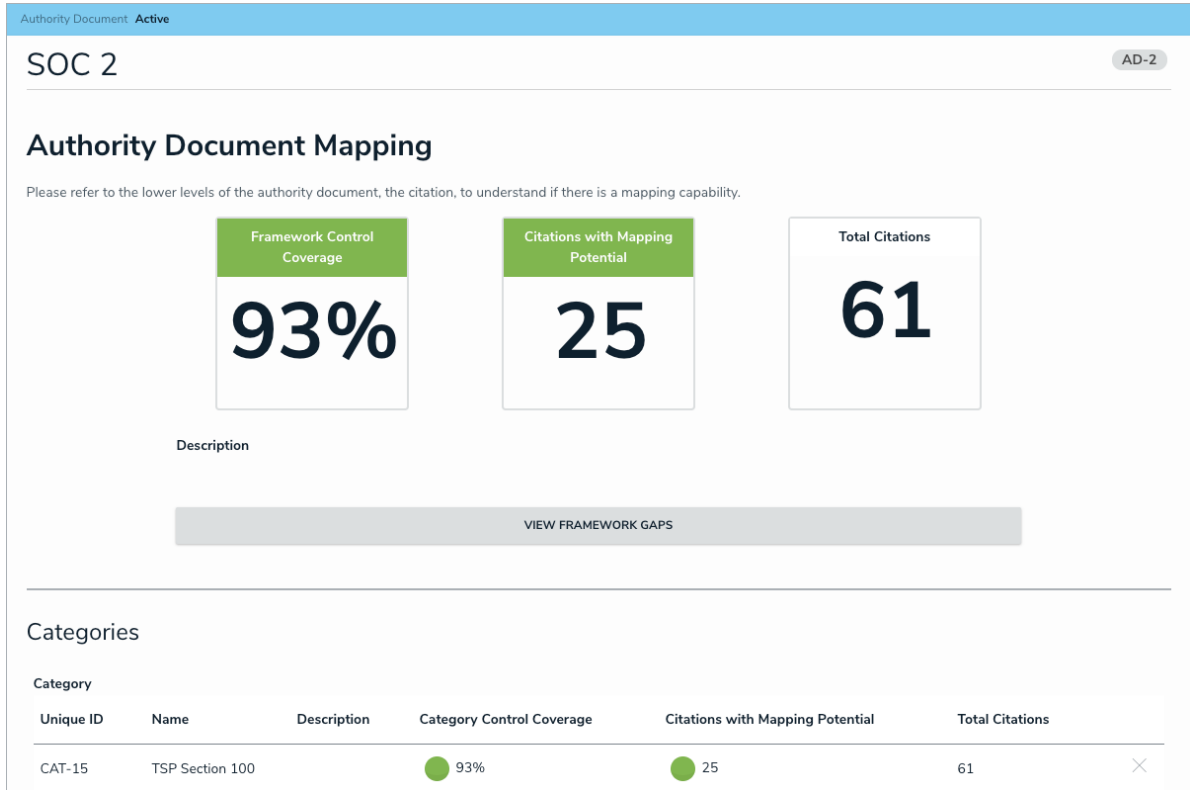 Authority Document Active
SOC 2
AD-2
Authority Document Mapping
Please refer to the lower levels of the authority document, the citation, to understand if there is a mapping capability.
Framework Control
Coverage
93%
Citations with Mapping
Potential
25
Total Citations
61
Description
VIEW FRAMEWORK GAPS
Categories
Category
Unique ID Name Description Category Control Coverage Citations with Mapping Potential Total Citations
CAT-15 TSP Section 100 93% 25 61